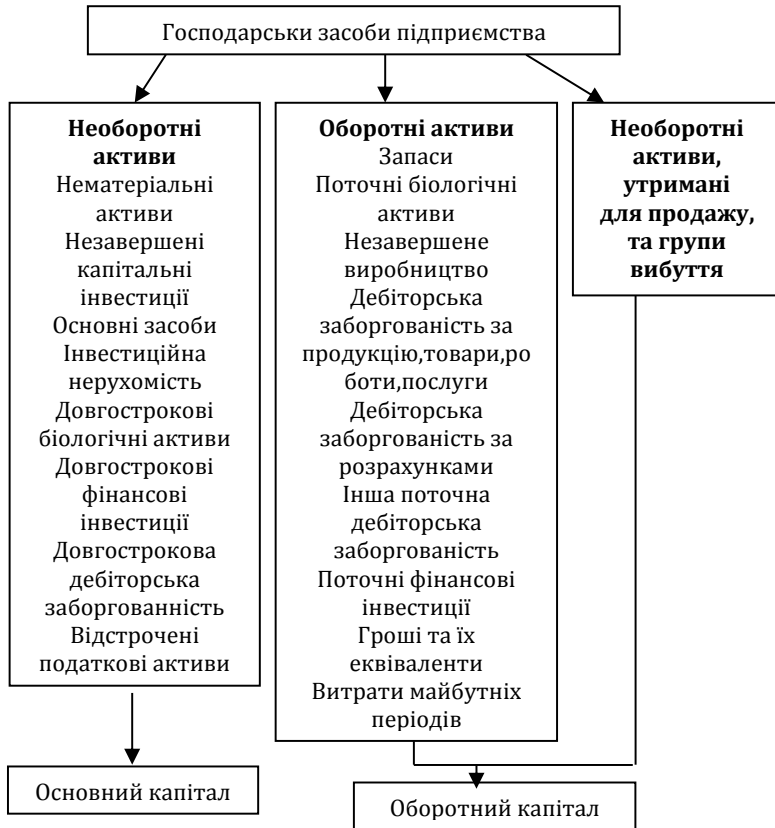 Господарськи засоби підприємства
Необоротні
активи
Нематеріальні
активи
Незавершені
капітальні
інвестиції
Основні засоби
Інвестиційна
нерухомість
Довгострокові
біологічні активи
Довгострокові
фінансові
інвестиції
Довгострокова
дебіторська
заборгованність
Відстрочені
податкові активи
Оборотні активи
Запаси
Поточні біологічні
активи
Незавершене
виробництво
Дебіторська
заборгованість за
продукцію,товари,ро
боти,послуги
Дебіторська
заборгованість за
розрахунками
Інша поточна
дебіторська
заборгованість
Поточні фінансові
інвестиції
Гроші та їх
еквіваленти
Витрати майбутніх
періодів
Необоротні
активи,
утримані
для продажу,
та групи
вибуття
Основний капітал
Оборотний капітал